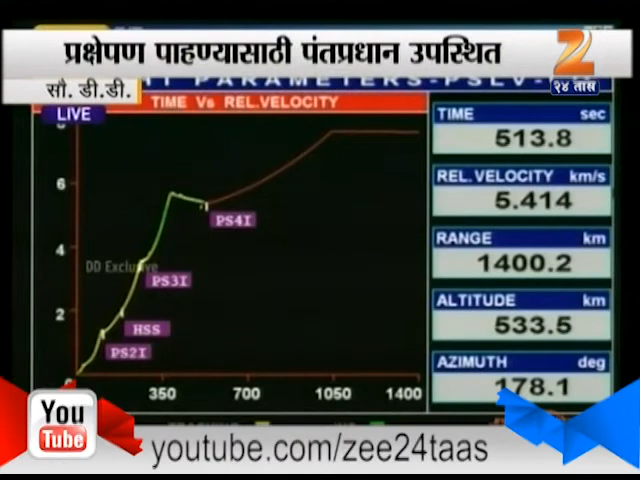 प्रक्षेपण पाहण्यासाठी पंतप्रधान उपस्थित
सौ. डी.डी.
२४ तास
PARAMETERS-PSLV-
LIVE
TIME Vs REL.VELOCITY
TIME sec
513.8
REL.VELOCITY km/s
5.414
RANGE km
1400.2
ALTITUDE km
533.5
AZIMUTH deg
178.1
6
4
2
350 700 1050 1400
PS4I
DD Exclusive
PS3I
HSS
PS2I
You
Tube
youtube.com/zee24taas